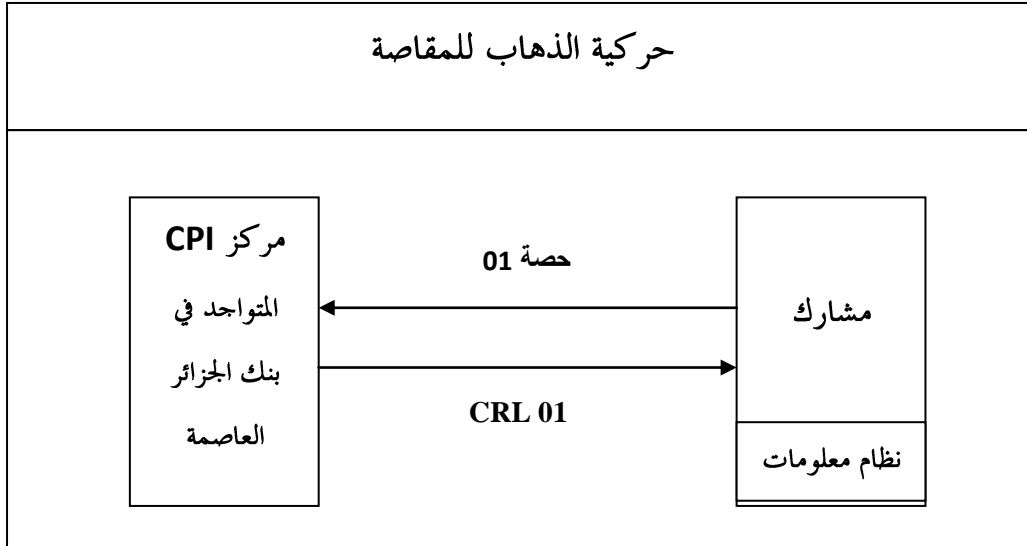 حركية الذهاب للمقاصة
مشارك
نظام معلومات
حصة 01
CRL 01
مركز CPI
المتواجد في
بنك الجزائر
العاصمة